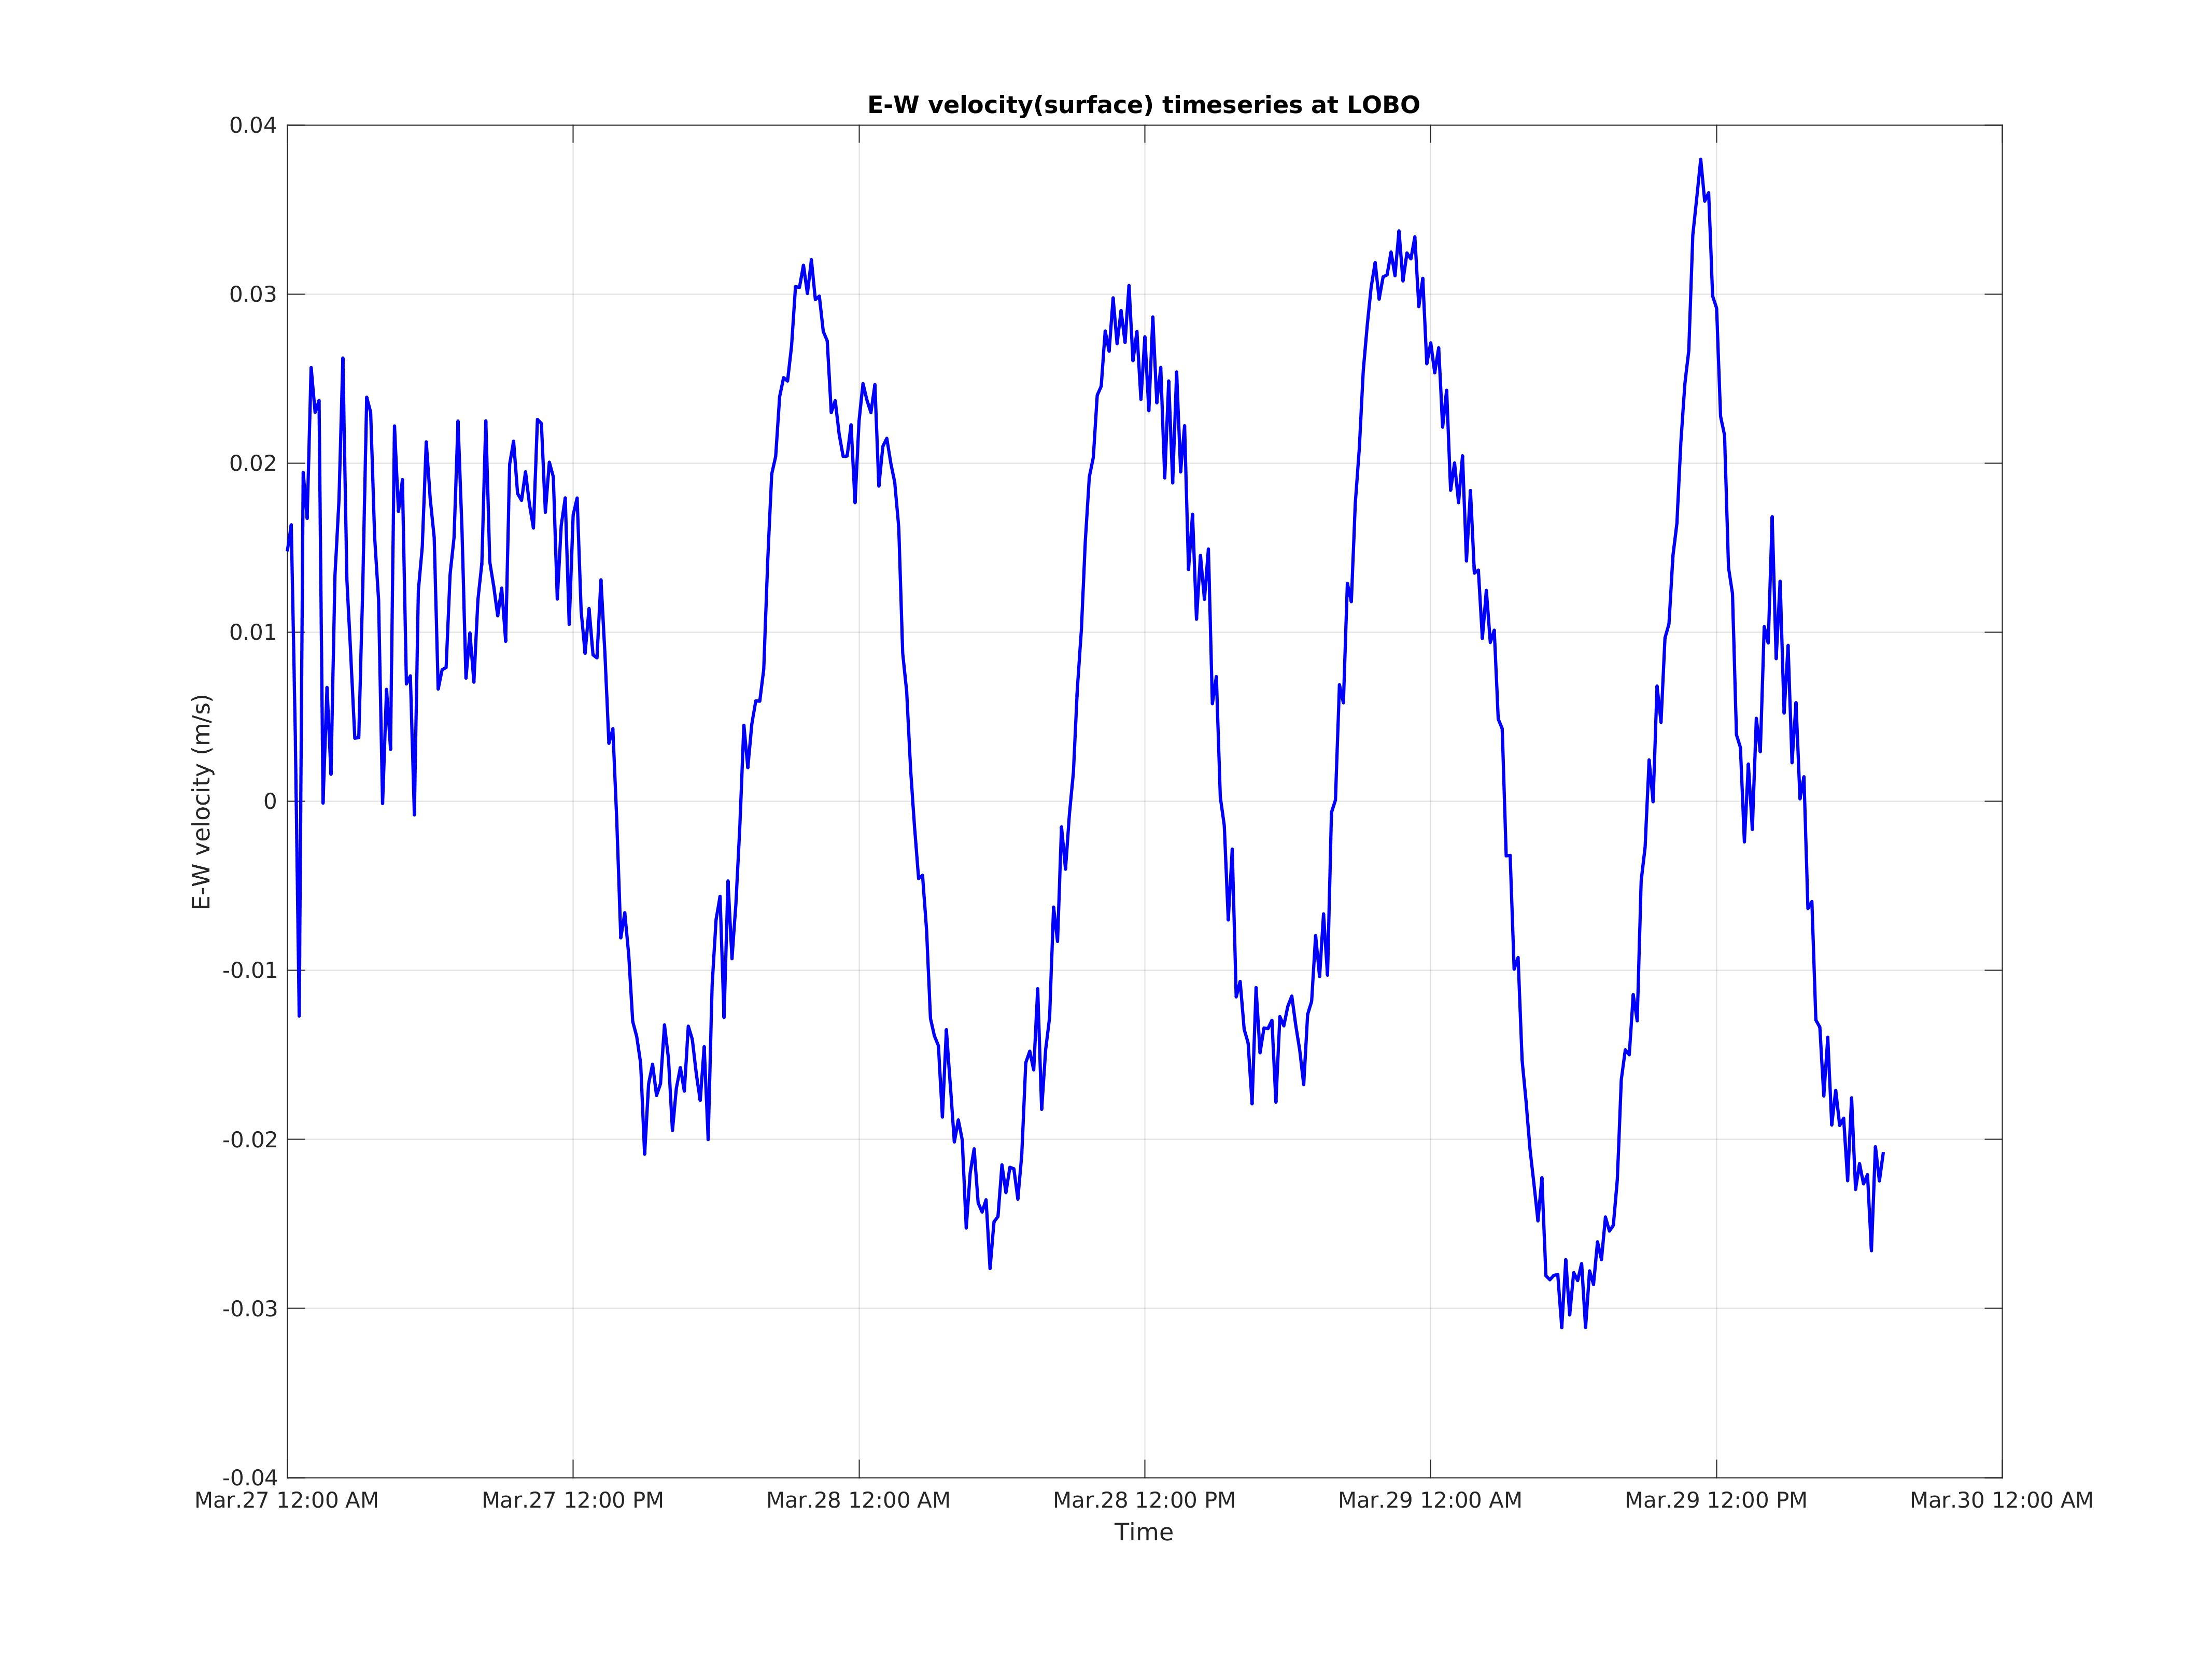 E-W velocity(surface) timeseries at LOBO
0.04
0.03
0.02
0.01
0
-0.01
-0.02
-0.03
-0.04
E-W velocity (m/s)
Mar.27 12:00 AM
Mar.27 12:00 PM
Mar.28 12:00 AM
Mar.28 12:00 PM
Mar.29 12:00 AM
Mar.29 12:00 PM
Mar.30 12:00 AM
Time